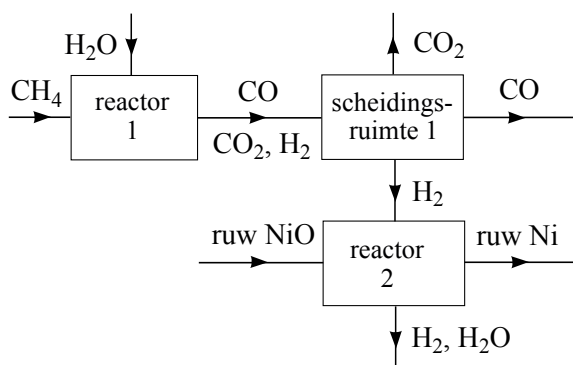 H₂O
CO₂
CH₄
reactor
1
CO
CO₂, H₂
scheidings-
ruimte 1
CO
H₂
ruw NiO
reactor
2
ruw Ni
H₂, H₂O